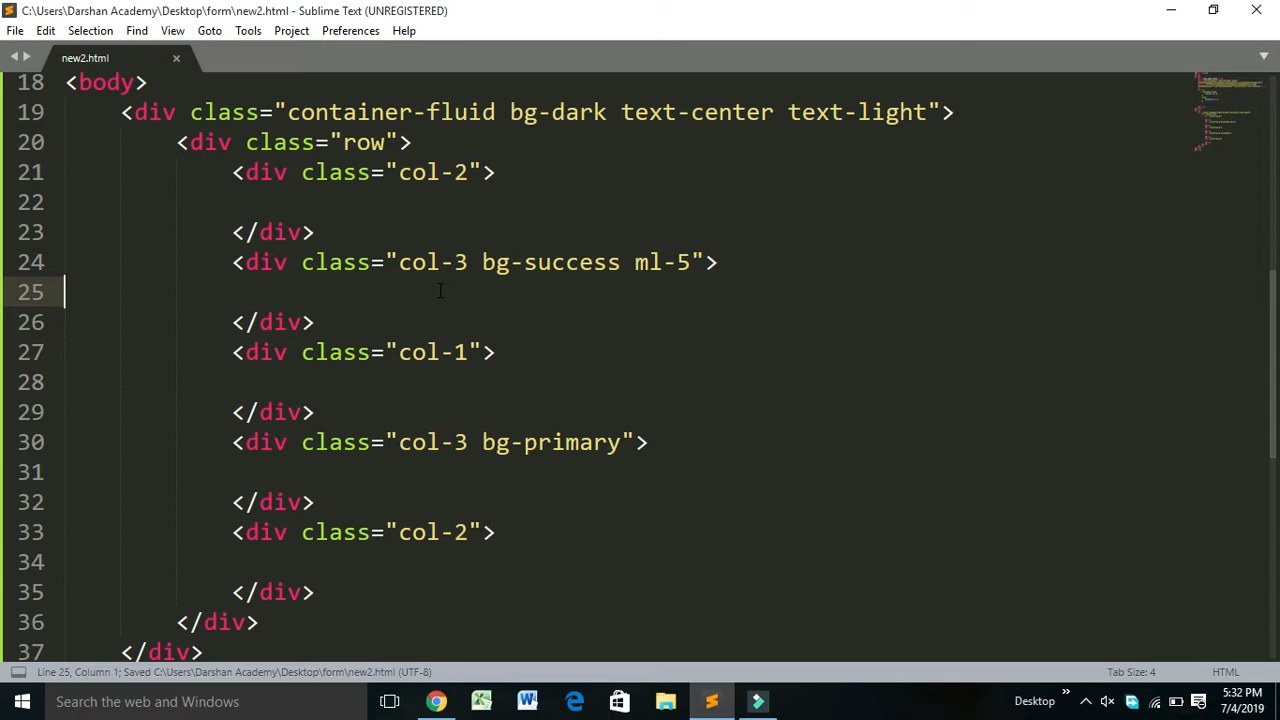 C:\Users\Darshan Academy\Desktop\form\new2.html - Sublime Text (UNREGISTERED)
File Edit Selection Find View Goto Tools Project Preferences Help
new2.html
18 <body>
19 <div class="container-fluid bg-dark text-center text-light">
20 <div class="row">
21 <div class="col-2">
22
23 </div>
24 <div class="col-3 bg-success ml-5">
25
26 </div>
27 <div class="col-1">
28
29 </div>
30 <div class="col-3 bg-primary">
31
32 </div>
33 <div class="col-2">
34
35 </div>
36 </div>
37 </div>
Line 25, Column 1; Saved C:\Users\Darshan Academy\Desktop\form\new2.html (UTF-8) Tab Size: 4 HTML
Search the web and Windows Desktop 5:32 PM
7/4/2019